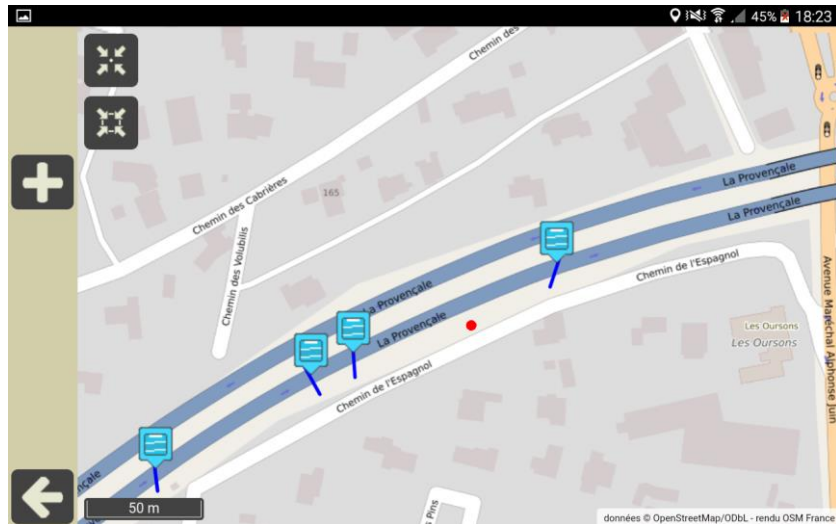 45% 18:23
Chemin des
Chemin des Cabrières
165
Chemin des Volubilis
La Provençale
La Provençale
La Provençale
La Provençale
Chemin de l'Espagnol
Chemin de l'Espagnol
Avenue Maréchal Alphonse Juin
Les Oursons
Les Oursons
nçale
Pins
50 m
données © OpenStreetMap/ODbL - rendu OSM France